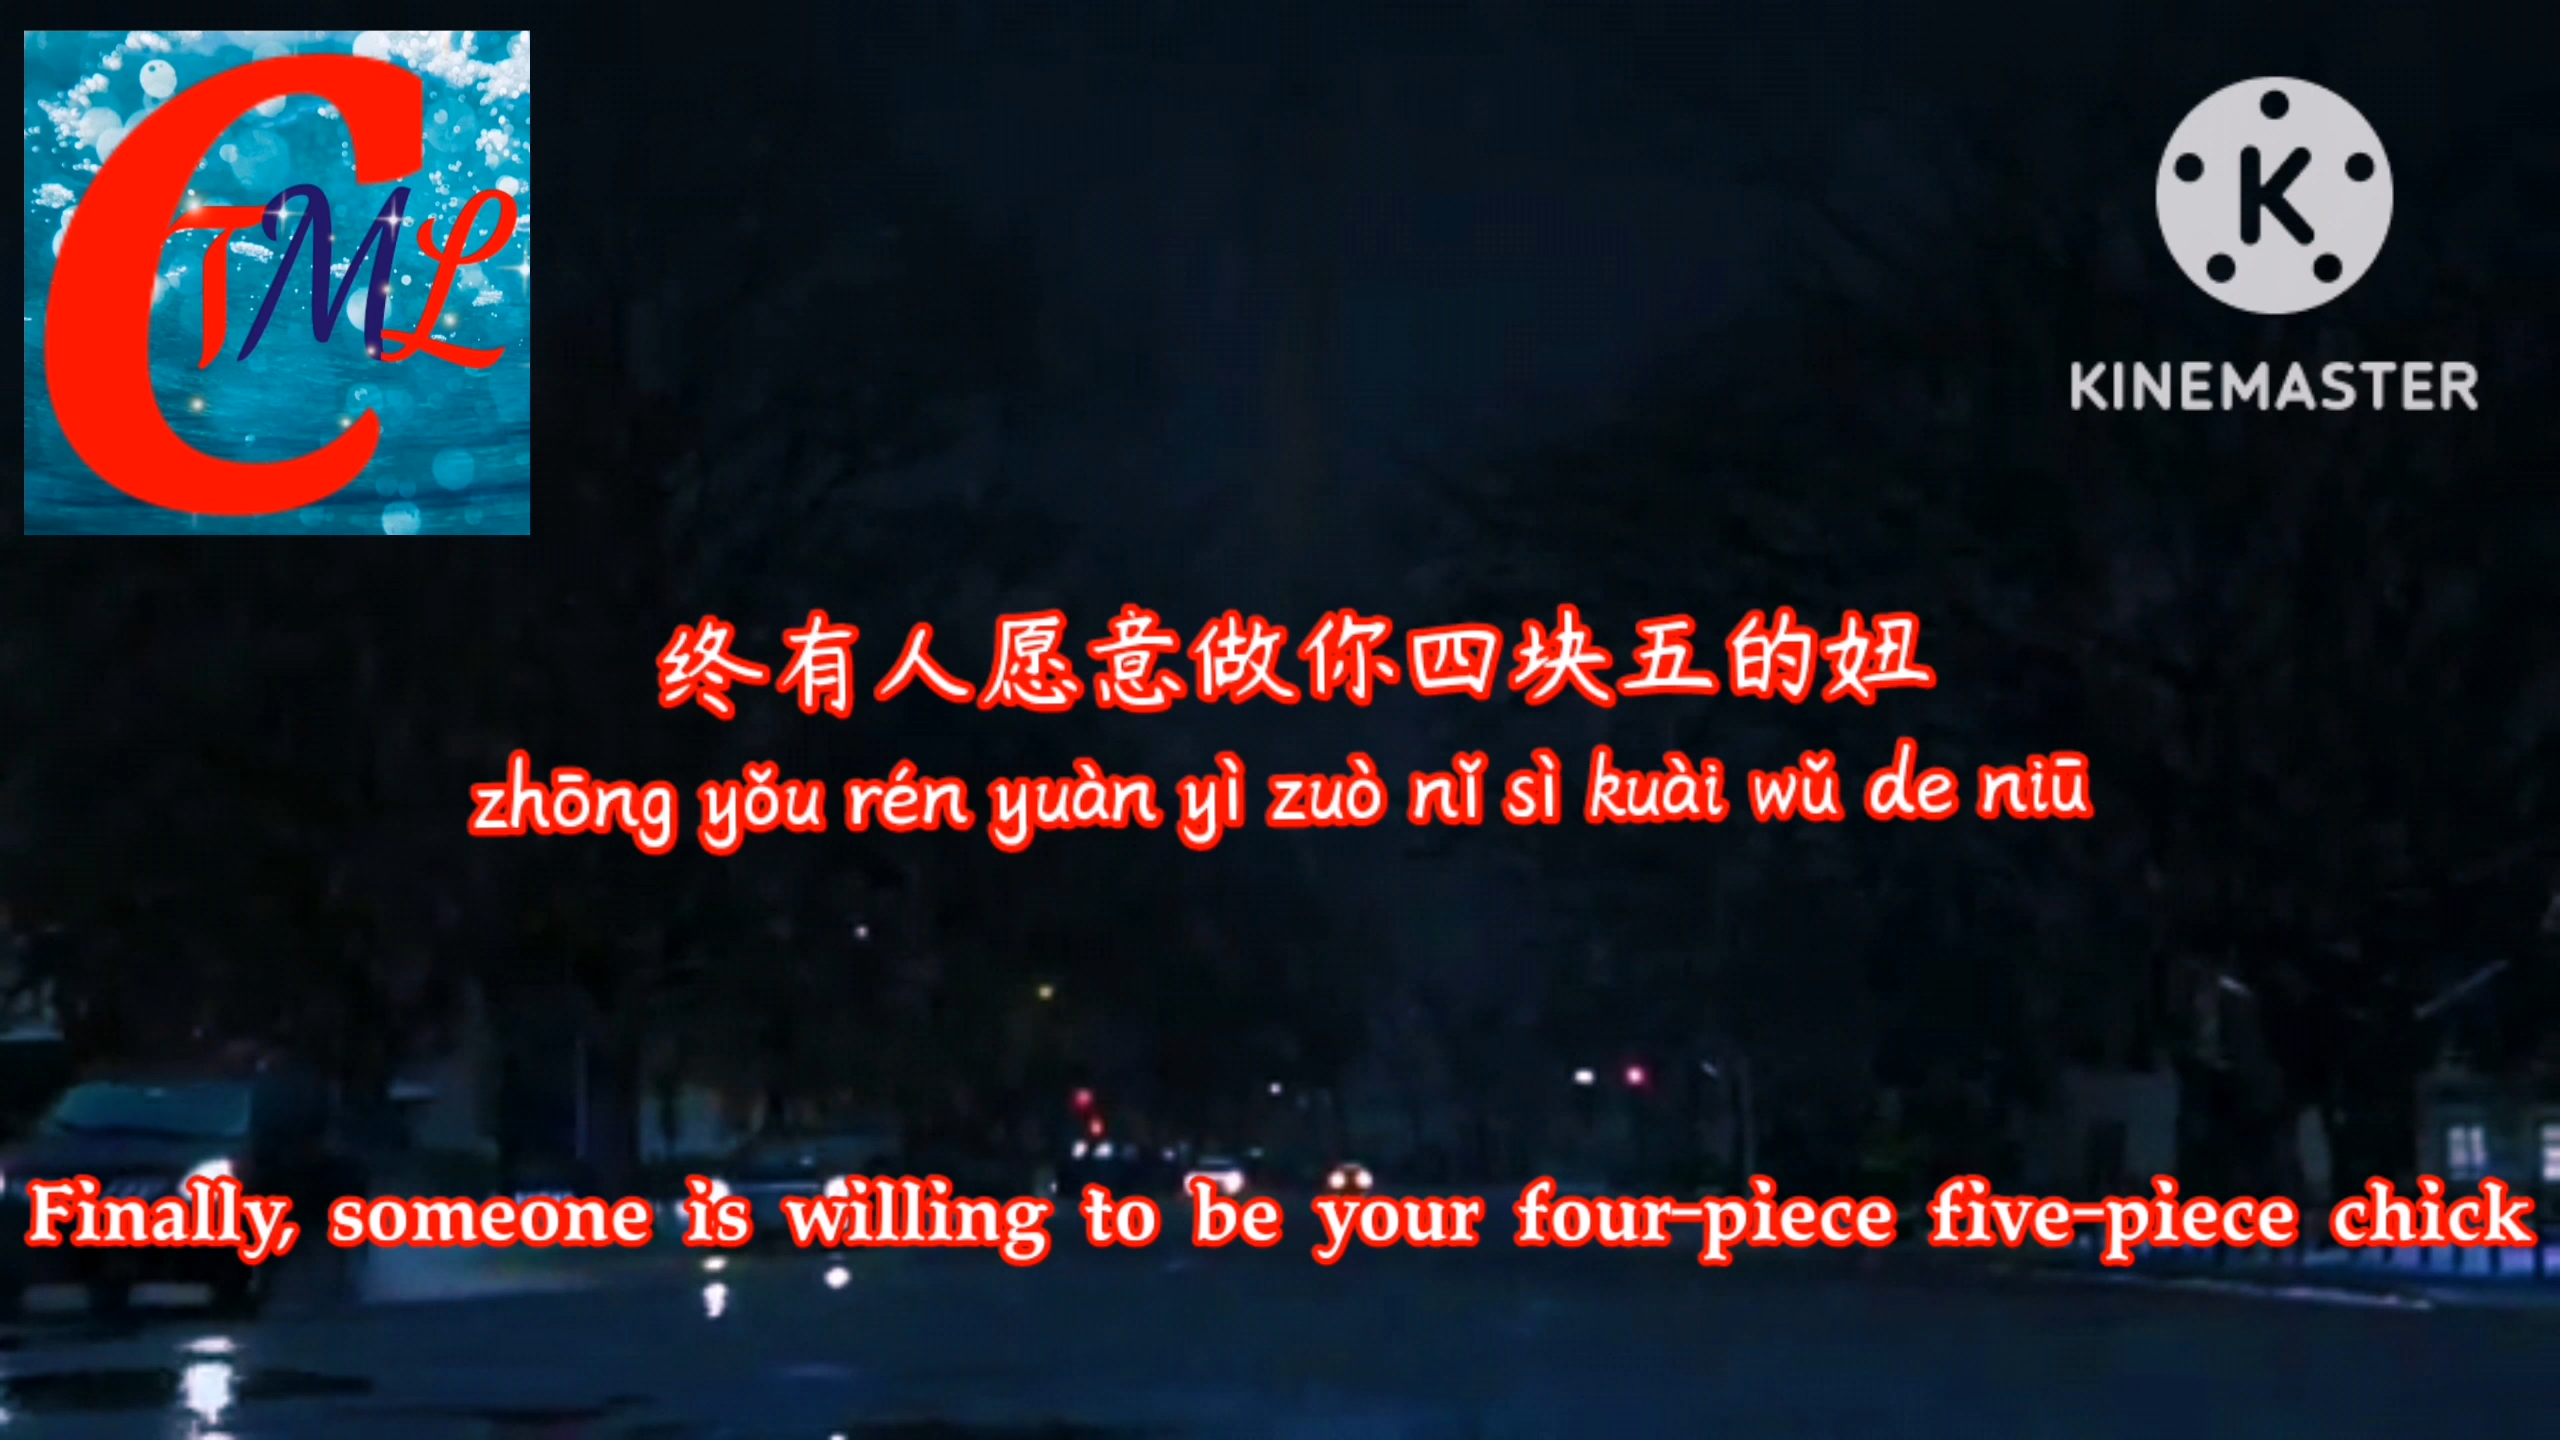 CTML
KINEMASTER
终有人愿意做你四块五的妞
zhōng yǒu rén yuàn yì zuò nǐ sì kuài wǔ de niū
Finally, someone is willing to be your four-piece five-piece chick